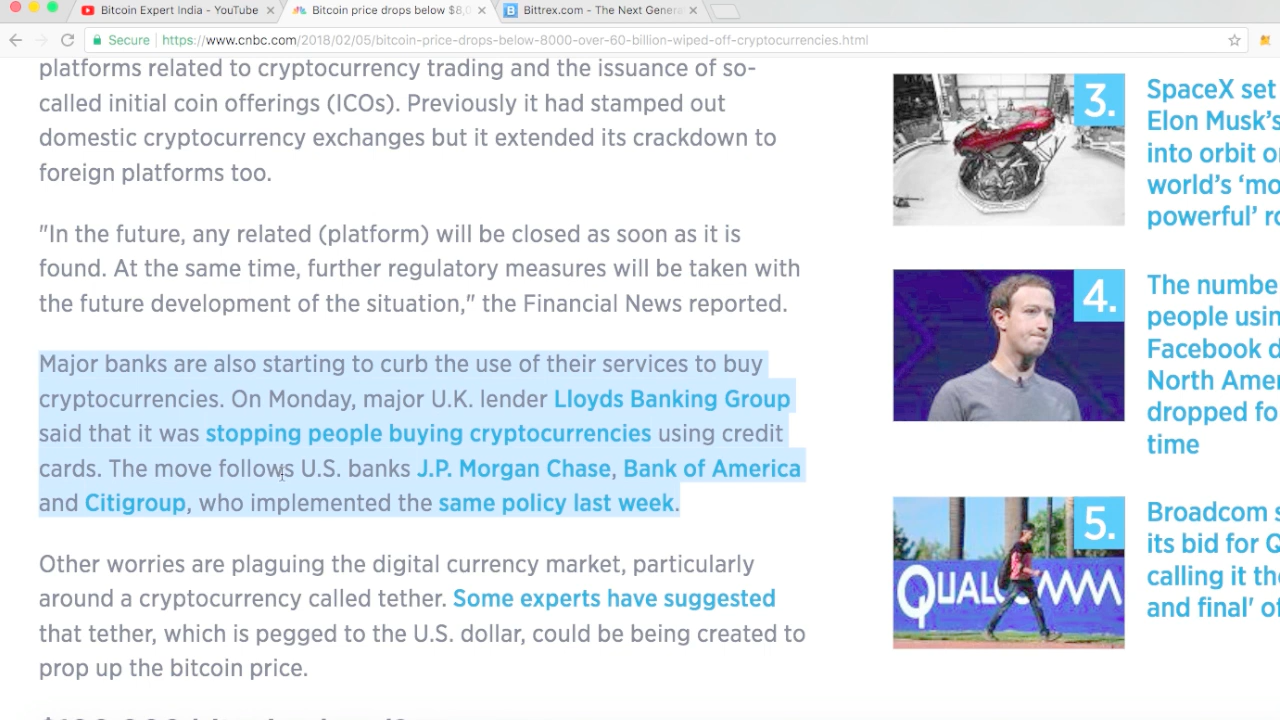 Bitcoin Expert India - YouTube
Bitcoin price drops below $8,0
Bittrex.com - The Next Genera
Secure
https://www.cnbc.com/2018/02/05/bitcoin-price-drops-below-8000-over-60-billion-wiped-off-cryptocurrencies.html
platforms related to cryptocurrency trading and the issuance of so-
called initial coin offerings (ICOs). Previously it had stamped out
domestic cryptocurrency exchanges but it extended its crackdown to
foreign platforms too.
"In the future, any related (platform) will be closed as soon as it is
found. At the same time, further regulatory measures will be taken with
the future development of the situation," the Financial News reported.
Major banks are also starting to curb the use of their services to buy
cryptocurrencies. On Monday, major U.K. lender Lloyds Banking Group
said that it was stopping people buying cryptocurrencies using credit
cards. The move follows U.S. banks J.P. Morgan Chase, Bank of America
and Citigroup, who implemented the same policy last week.
Other worries are plaguing the digital currency market, particularly
around a cryptocurrency called tether. Some experts have suggested
that tether, which is pegged to the U.S. dollar, could be being created to
prop up the bitcoin price.
3.
SpaceX set
Elon Musk's
into orbit o
world's 'mo
powerful' ro
4.
The numbe
people usin
Facebook d
North Amer
dropped fo
time
5.
QUALCOMM
Broadcom s
its bid for Q
calling it the
and final' of